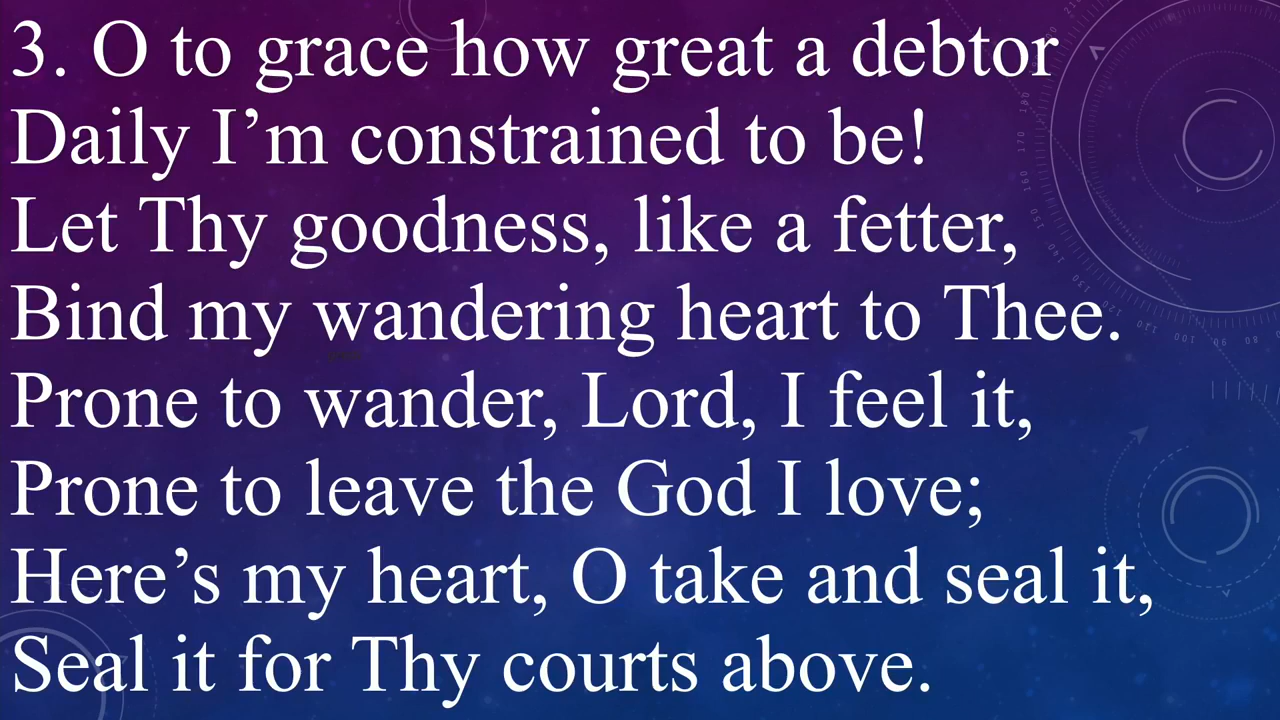 3. O to grace how great a debtor
Daily I’m constrained to be!
Let Thy goodness, like a fetter,
Bind my wandering heart to Thee.
Prone to wander, Lord, I feel it,
Prone to leave the God I love;
Here’s my heart, O take and seal it,
Seal it for Thy courts above.